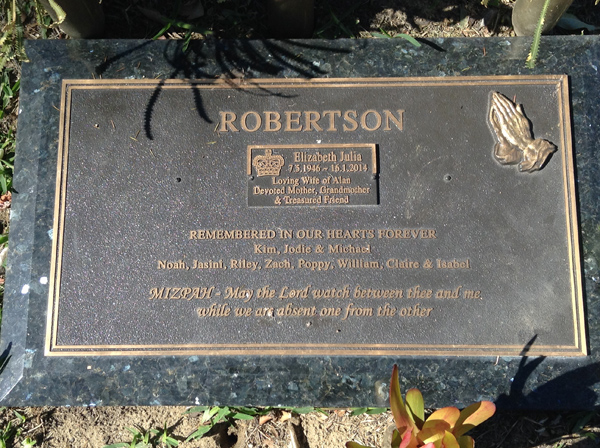 ROBERTSON
Elizabeth Julia
7.3.1946 ~ 16.1.2014
Loving Wife of Alan
Devoted Mother, Grandmother
& Treasured Friend
REMEMBERED IN OUR HEARTS FOREVER
Kim, Jodie & Michael
Noah, Jasini, Riley, Zach, Poppy, William, Claire & Isabel
MIZPAH - May the Lord watch between thee and me,
while we are absent one from the other